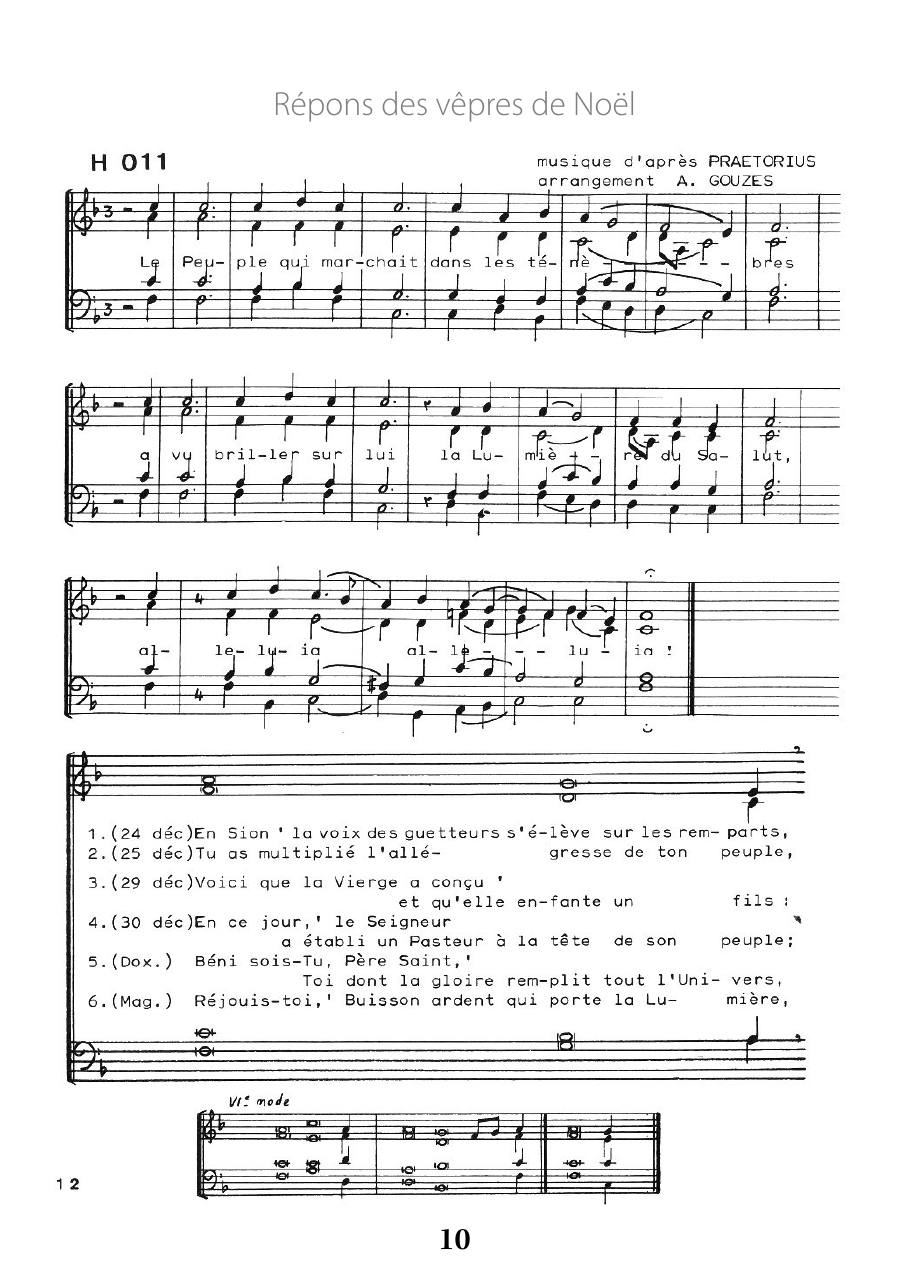 Répons des vêpres de Noël
H 011
musique d'après PRAETORIUS
arrangement A. GOUZES
3
Le Peu- ple qui mar-chait dans les té- nè - - - - bres
3
a vu bril-ler sur lui la Lu- miè - - re du Sa- lut,
4
al- le- lu- ia al- le - - - lu - ia !
4
1.(24 déc)En Sion ' la voix des guetteurs s'é-lève sur les rem- parts,
2.(25 déc)Tu as multiplié l'allé- gresse de ton peuple,
3.(29 déc)Voici que la Vierge a conçu '
et qu'elle en-fante un fils :
4.(30 déc)En ce jour,' le Seigneur
a établi un Pasteur à la tête de son peuple;
5.(Dox.) Béni sois-Tu, Père Saint,'
Toi dont la gloire rem-plit tout l'Uni- vers,
6.(Mag.) Réjouis-toi,' Buisson ardent qui porte la Lu- mière,
VIe mode
12
10